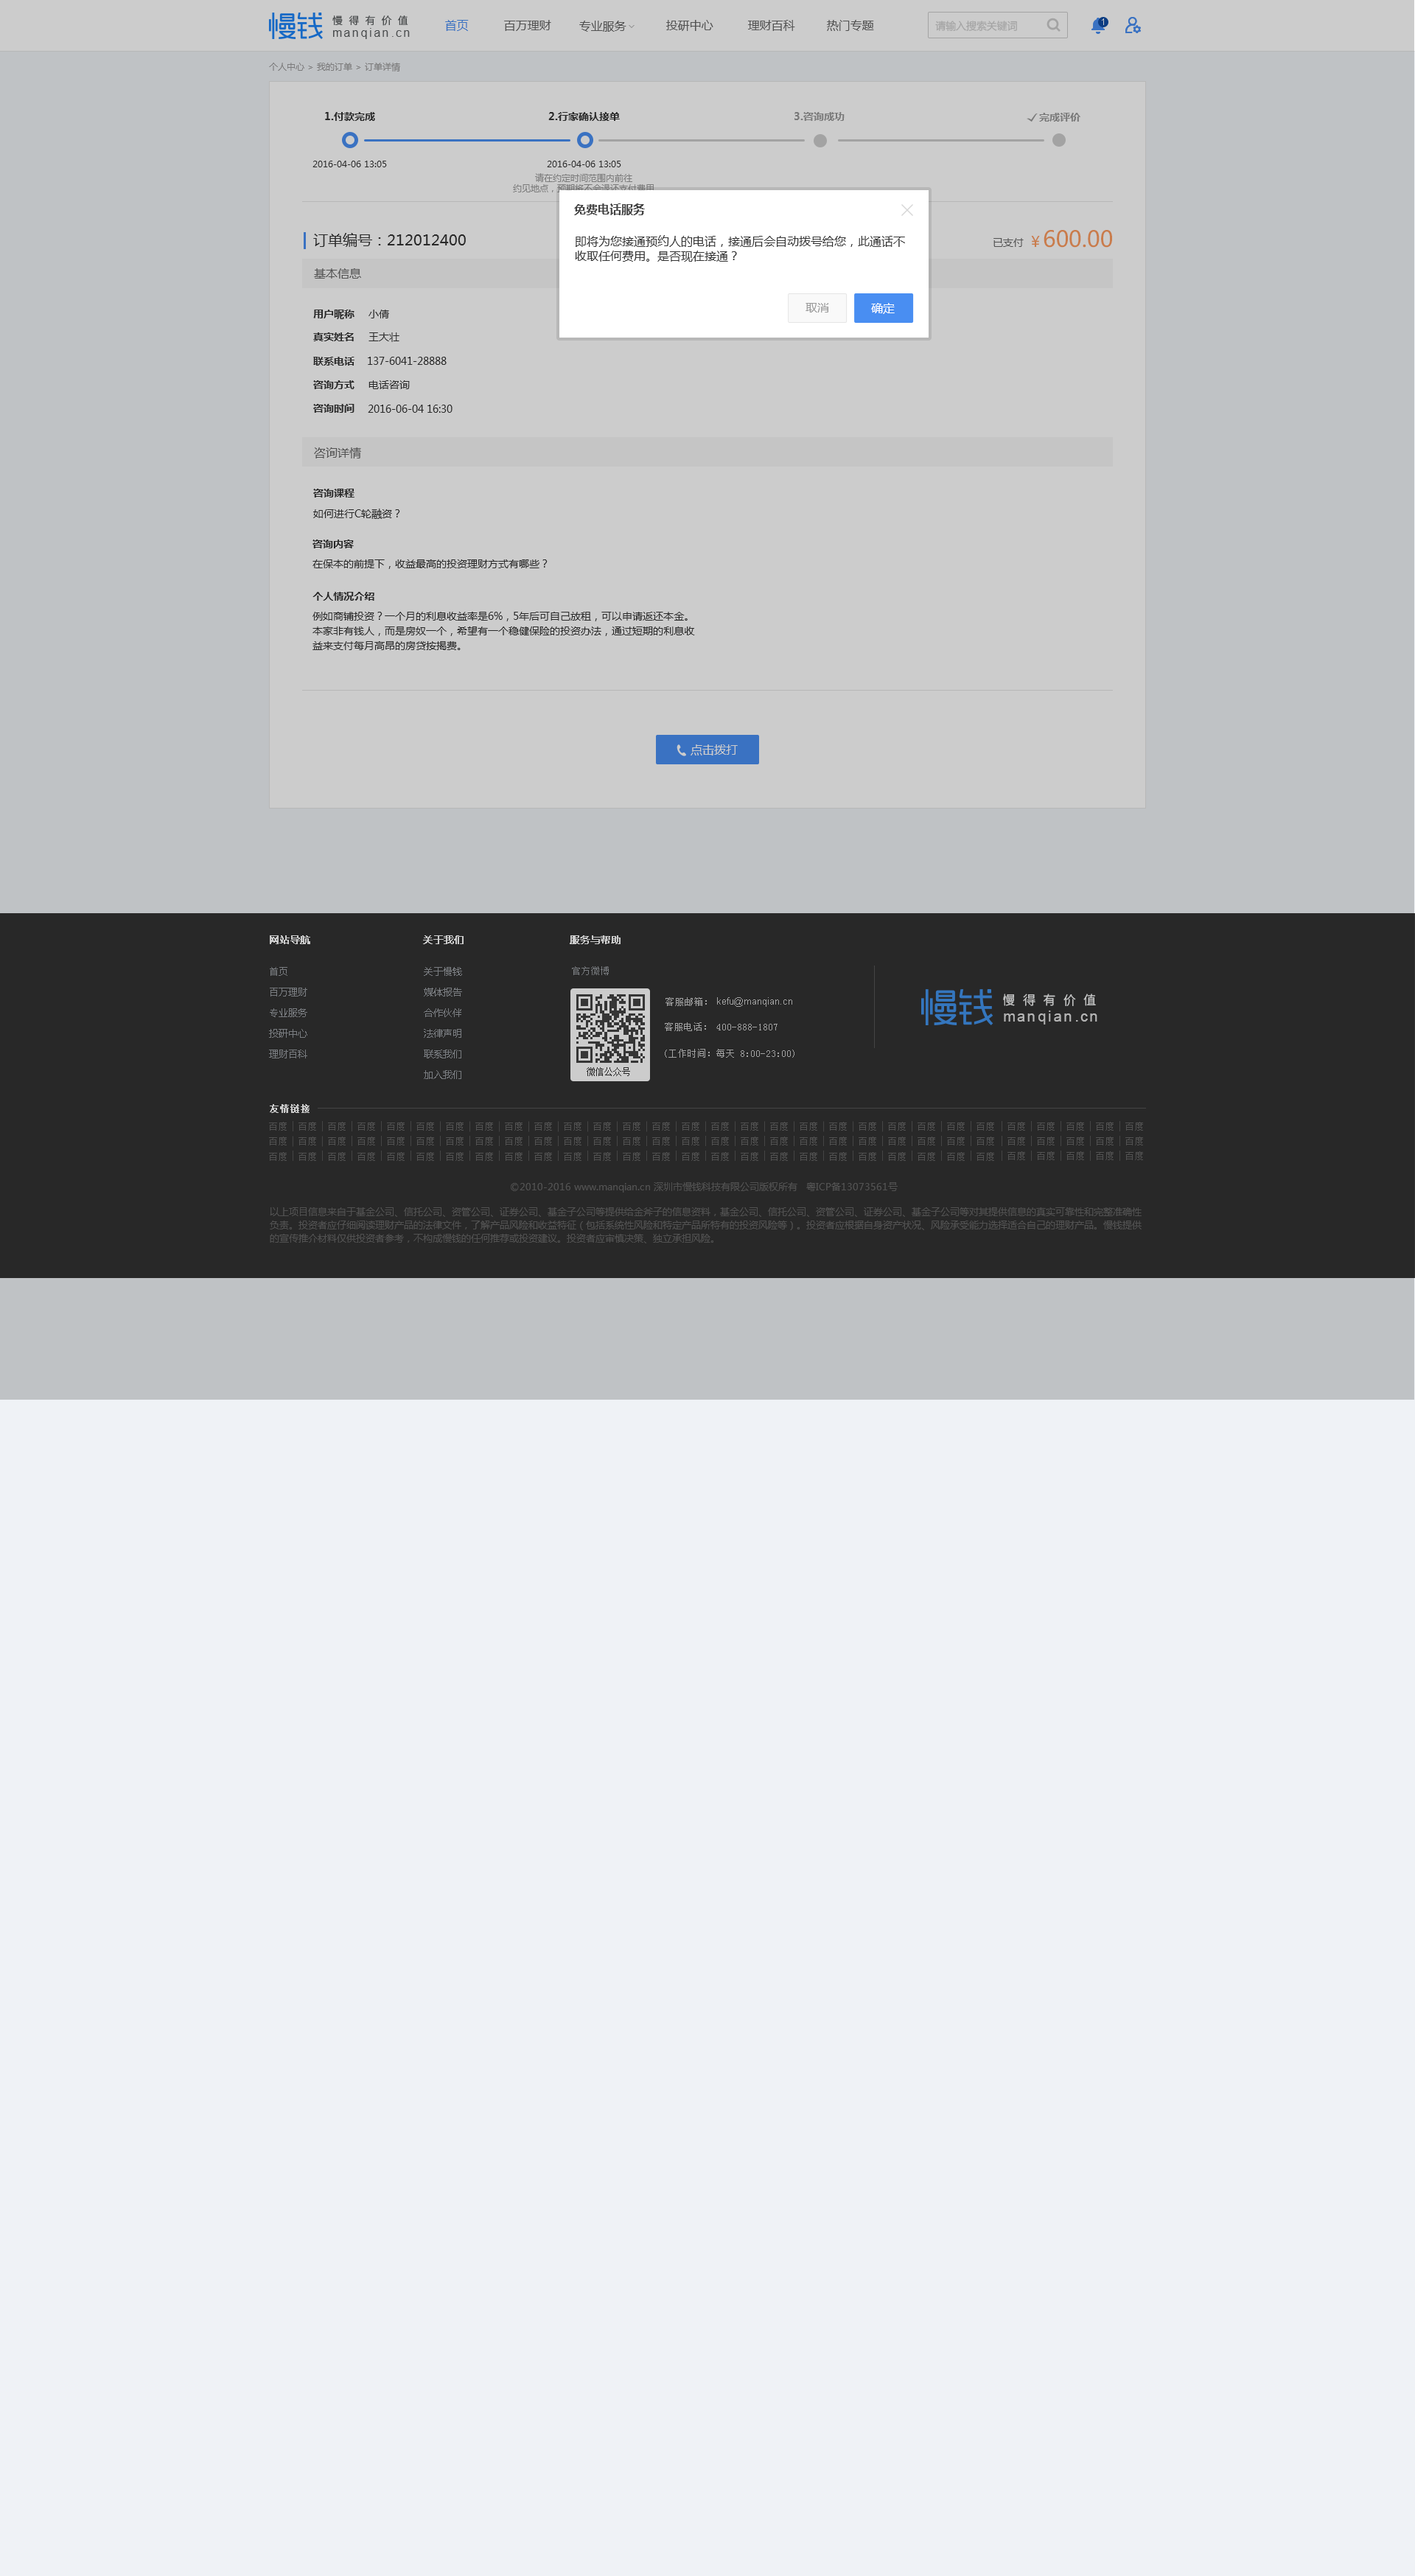 慢钱 慢得有价值 manqian.cn 首页 百万理财 专业服务 投研中心 理财百科 热门专题 请输入搜索关键词 1
个人中心 > 我的订单 > 订单详情
1.付款完成 2.行家确认接单 3.咨询成功 完成评价
2016-04-06 13:05 2016-04-06 13:05
请在约定时间范围内前往
约见地点，预期将不会退还支付费用
免费电话服务
即将为您接通预约人的电话，接通后会自动拨号给您，此通话不
收取任何费用。是否现在接通？
取消 确定
订单编号：212012400 已支付 ¥600.00
基本信息
用户昵称 小倩
真实姓名 王大壮
联系电话 137-6041-28888
咨询方式 电话咨询
咨询时间 2016-06-04 16:30
咨询详情
咨询课程
如何进行C轮融资？
咨询内容
在保本的前提下，收益最高的投资理财方式有哪些？
个人情况介绍
例如商铺投资？一个月的利息收益率是6%，5年后可自己放租，可以申请返还本金。
本家非有钱人，而是房奴一个，希望有一个稳健保险的投资办法，通过短期的利息收
益来支付每月高昂的房贷按揭费。
点击拨打
网站导航 关于我们 服务与帮助
首页 关于慢钱 官方微博
百万理财 媒体报告 客服邮箱： kefu@manqian.cn 慢钱 慢得有价值
专业服务 合作伙伴 manqian.cn
投研中心 法律声明 客服电话： 400-888-1807
理财百科 联系我们 (工作时间：每天 8:00-23:00)
加入我们 微信公众号
友情链接
百度 | 百度 | 百度 | 百度 | 百度 | 百度 | 百度 | 百度 | 百度 | 百度 | 百度 | 百度 | 百度 | 百度 | 百度 | 百度 | 百度 | 百度 | 百度 | 百度 | 百度 | 百度 | 百度 | 百度 | 百度 | 百度 | 百度 | 百度 | 百度 | 百度
百度 | 百度 | 百度 | 百度 | 百度 | 百度 | 百度 | 百度 | 百度 | 百度 | 百度 | 百度 | 百度 | 百度 | 百度 | 百度 | 百度 | 百度 | 百度 | 百度 | 百度 | 百度 | 百度 | 百度 | 百度 | 百度 | 百度 | 百度 | 百度 | 百度
百度 | 百度 | 百度 | 百度 | 百度 | 百度 | 百度 | 百度 | 百度 | 百度 | 百度 | 百度 | 百度 | 百度 | 百度 | 百度 | 百度 | 百度 | 百度 | 百度 | 百度 | 百度 | 百度 | 百度 | 百度 | 百度 | 百度 | 百度 | 百度 | 百度
©2010-2016 www.manqian.cn 深圳市慢钱科技有限公司版权所有 粤ICP备13073561号
以上项目信息来自于基金公司、信托公司、资管公司、证券公司、基金子公司等提供给金斧子的信息资料，基金公司、信托公司、资管公司、证券公司、基金子公司等对其提供信息的真实可靠性和完整准确性
负责。投资者应仔细阅读理财产品的法律文件，了解产品风险和收益特征（包括系统性风险和特定产品所特有的投资风险等）。投资者应根据自身资产状况、风险承受能力选择适合自己的理财产品。慢钱提供
的宣传推介材料仅供投资者参考，不构成慢钱的任何推荐或投资建议。投资者应审慎决策、独立承担风险。